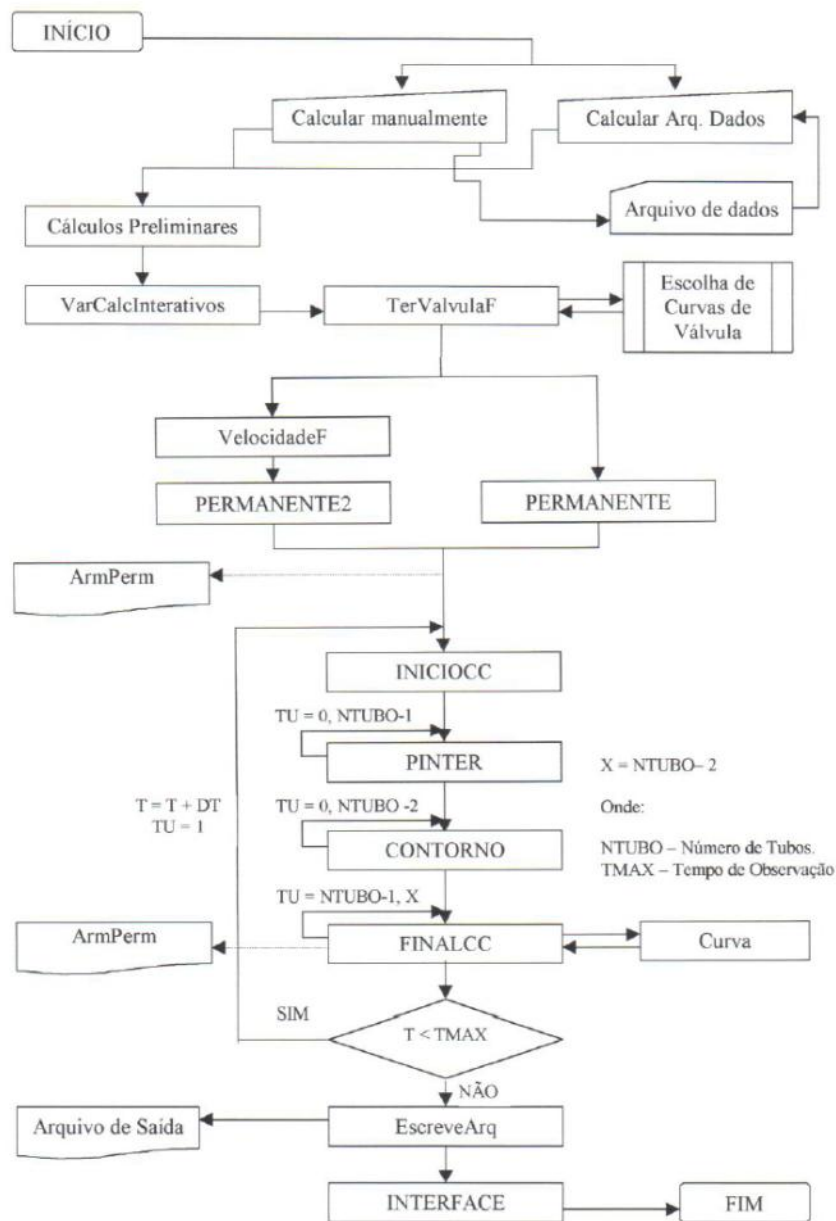 INÍCIO
Calcular manualmente
Calcular Arq. Dados
Arquivo de dados
Cálculos Preliminares
VarCalcInterativos
TerValvulaF
Escolha de
Curvas de
Válvula
VelocidadeF
PERMANENTE2
PERMANENTE
ArmPerm
INICIOCC
TU = 0, NTUBO-1
PINTER
X = NTUBO– 2
T = T + DT
TU = 1
TU = 0, NTUBO -2
Onde:
CONTORNO
NTUBO – Número de Tubos.
TMAX – Tempo de Observação
TU = NTUBO-1, X
ArmPerm
FINALCC
Curva
SIM
T < TMAX
NÃO
Arquivo de Saída
EscreveArq
INTERFACE
FIM